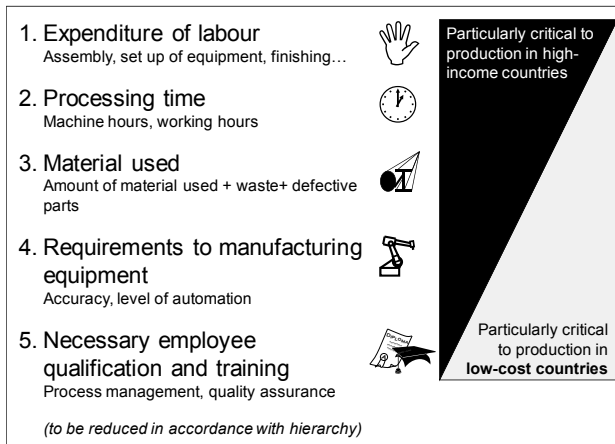 1. Expenditure of labour
Assembly, set up of equipment, finishing…
2. Processing time
Machine hours, working hours
3. Material used
Amount of material used + waste+ defective
parts
4. Requirements to manufacturing
equipment
Accuracy, level of automation
5. Necessary employee
qualification and training
Process management, quality assurance
(to be reduced in accordance with hierarchy)
Particularly critical to
production in high-
income countries
DIPLOMA
Particularly critical
to production in
low-cost countries